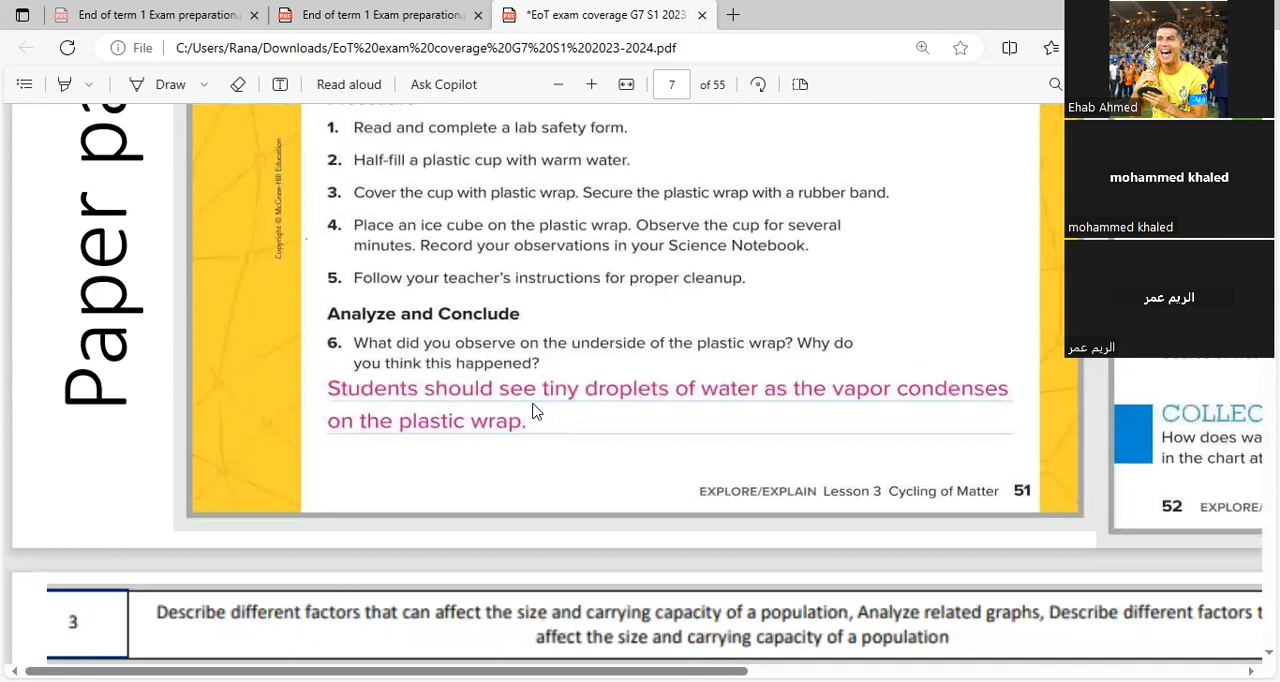 End of term 1 Exam preparation.
End of term 1 Exam preparation.
*EoT exam coverage G7 S1 2023-
File C:/Users/Rana/Downloads/EoT%20exam%20coverage%20G7%20S1%202023-2024.pdf
Draw Read aloud Ask Copilot 7 of 55
Ehab Ahmed
mohammed khaled
mohammed khaled
الريم عمر
الريم عمر
Paper pa
Copyright © McGraw-Hill Education
1. Read and complete a lab safety form.
2. Half-fill a plastic cup with warm water.
3. Cover the cup with plastic wrap. Secure the plastic wrap with a rubber band.
4. Place an ice cube on the plastic wrap. Observe the cup for several
minutes. Record your observations in your Science Notebook.
5. Follow your teacher's instructions for proper cleanup.
Analyze and Conclude
6. What did you observe on the underside of the plastic wrap? Why do
you think this happened?
Students should see tiny droplets of water as the vapor condenses
on the plastic wrap.
EXPLORE/EXPLAIN Lesson 3 Cycling of Matter 51
COLLEC
How does wa
in the chart at
52 EXPLORE/
3
Describe different factors that can affect the size and carrying capacity of a population, Analyze related graphs, Describe different factors t
affect the size and carrying capacity of a population